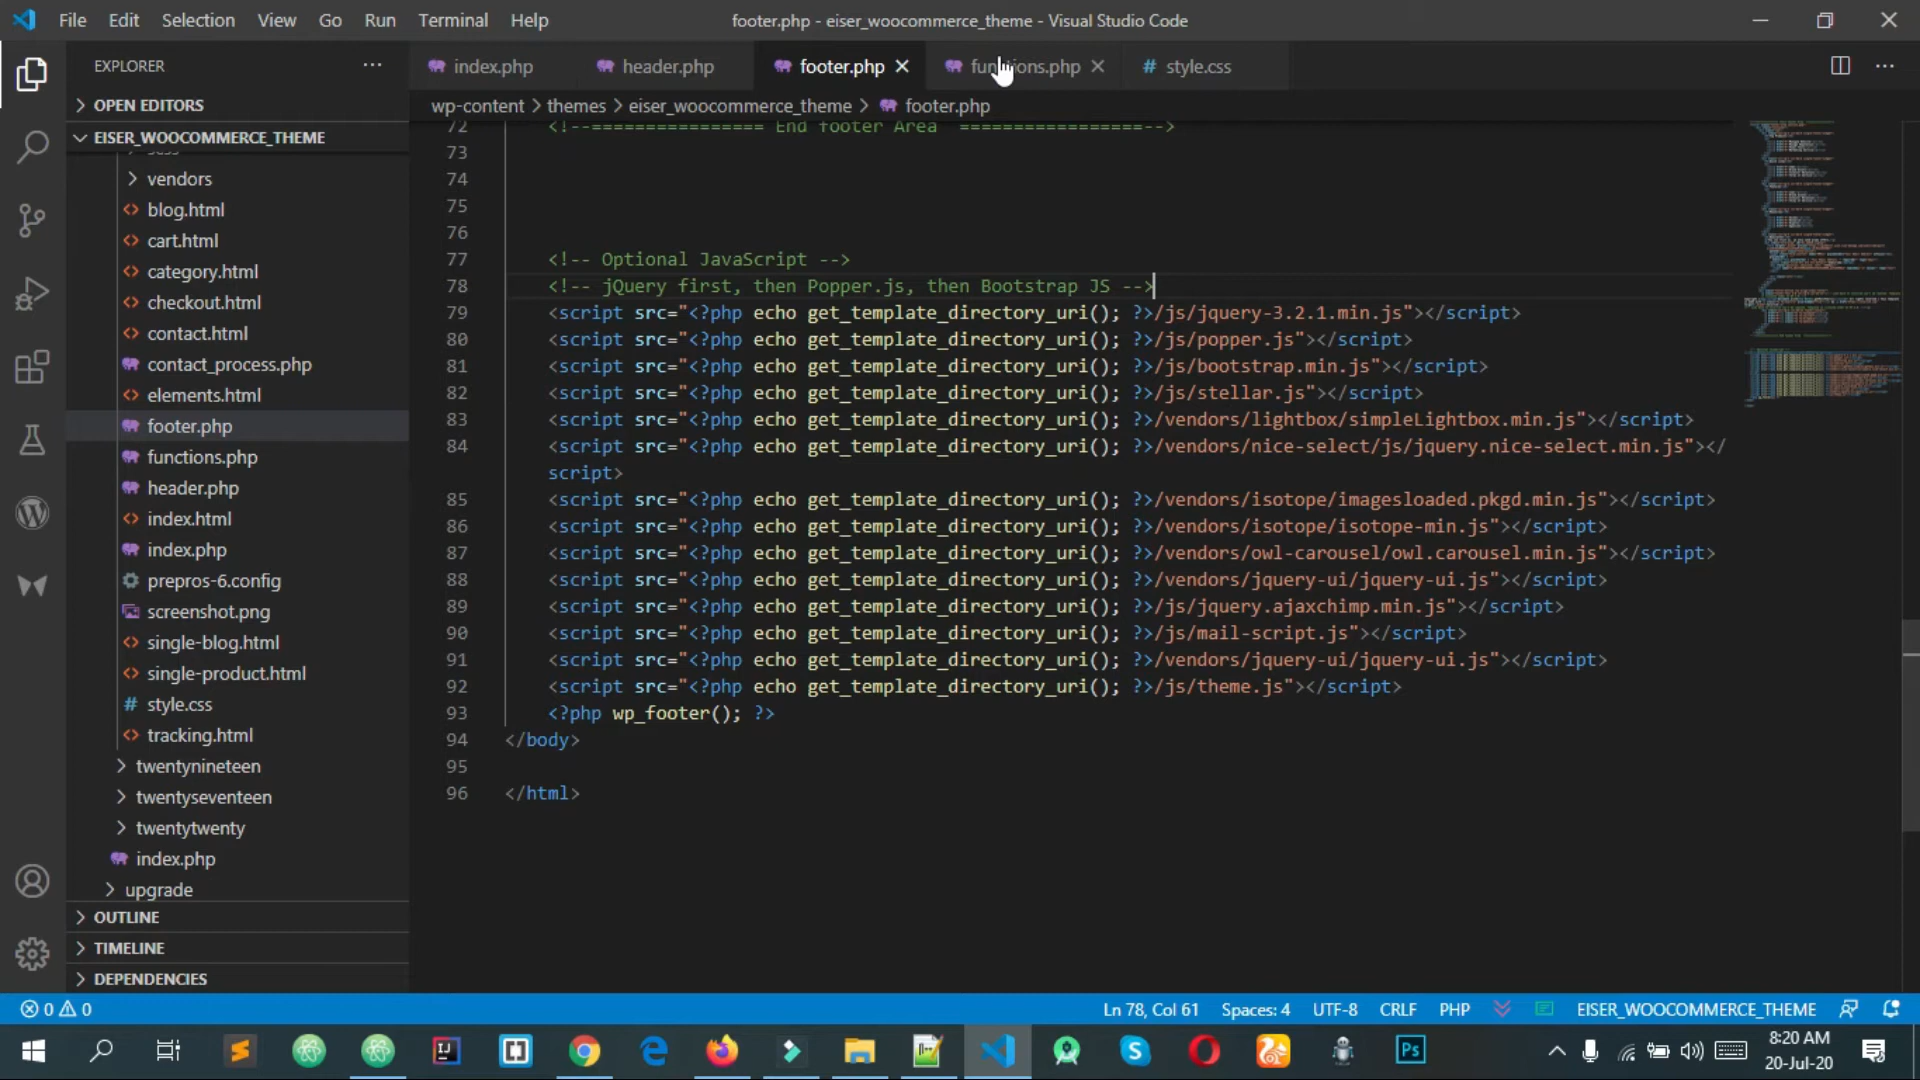 File Edit Selection View Go Run Terminal Help
footer.php - eiser_woocommerce_theme - Visual Studio Code
EXPLORER
index.php header.php footer.php functions.php # style.css
OPEN EDITORS
wp-content > themes > eiser_woocommerce_theme > footer.php
EISER_WOOCOMMERCE_THEME
vendors
blog.html
cart.html
category.html
checkout.html
contact.html
contact_process.php
elements.html
footer.php
functions.php
header.php
index.html
index.php
prepros-6.config
screenshot.png
single-blog.html
single-product.html
# style.css
tracking.html
twentynineteen
twentyseventeen
twentytwenty
index.php
upgrade
OUTLINE
TIMELINE
DEPENDENCIES
72 <!--================ End footer Area =================-->
73
74
75
76
77 <!-- Optional JavaScript -->
78 <!-- jQuery first, then Popper.js, then Bootstrap JS -->
79 <script src="<?php echo get_template_directory_uri(); ?>/js/jquery-3.2.1.min.js"></script>
80 <script src="<?php echo get_template_directory_uri(); ?>/js/popper.js"></script>
81 <script src="<?php echo get_template_directory_uri(); ?>/js/bootstrap.min.js"></script>
82 <script src="<?php echo get_template_directory_uri(); ?>/js/stellar.js"></script>
83 <script src="<?php echo get_template_directory_uri(); ?>/vendors/lightbox/simpleLightbox.min.js"></script>
84 <script src="<?php echo get_template_directory_uri(); ?>/vendors/nice-select/js/jquery.nice-select.min.js"></
script>
85 <script src="<?php echo get_template_directory_uri(); ?>/vendors/isotope/imagesloaded.pkgd.min.js"></script>
86 <script src="<?php echo get_template_directory_uri(); ?>/vendors/isotope/isotope-min.js"></script>
87 <script src="<?php echo get_template_directory_uri(); ?>/vendors/owl-carousel/owl.carousel.min.js"></script>
88 <script src="<?php echo get_template_directory_uri(); ?>/vendors/jquery-ui/jquery-ui.js"></script>
89 <script src="<?php echo get_template_directory_uri(); ?>/js/jquery.ajaxchimp.min.js"></script>
90 <script src="<?php echo get_template_directory_uri(); ?>/js/mail-script.js"></script>
91 <script src="<?php echo get_template_directory_uri(); ?>/vendors/jquery-ui/jquery-ui.js"></script>
92 <script src="<?php echo get_template_directory_uri(); ?>/js/theme.js"></script>
93 <?php wp_footer(); ?>
94 </body>
95
96 </html>
0 0
Ln 78, Col 61 Spaces: 4 UTF-8 CRLF PHP EISER_WOOCOMMERCE_THEME
8:20 AM
20-Jul-20
Ps